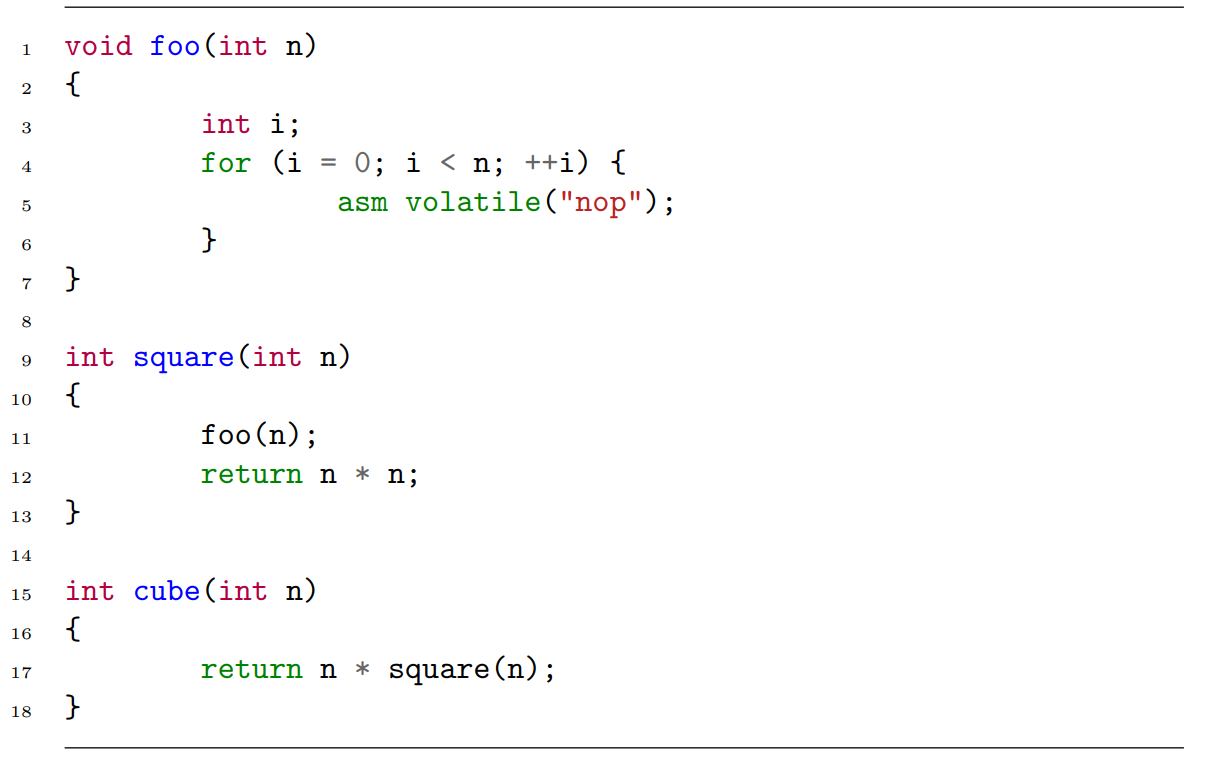 1 void foo(int n)
2 {
3         int i;
4         for (i = 0; i < n; ++i) {
5                 asm volatile("nop");
6         }
7 }
8
9 int square(int n)
10 {
11         foo(n);
12         return n * n;
13 }
14
15 int cube(int n)
16 {
17         return n * square(n);
18 }